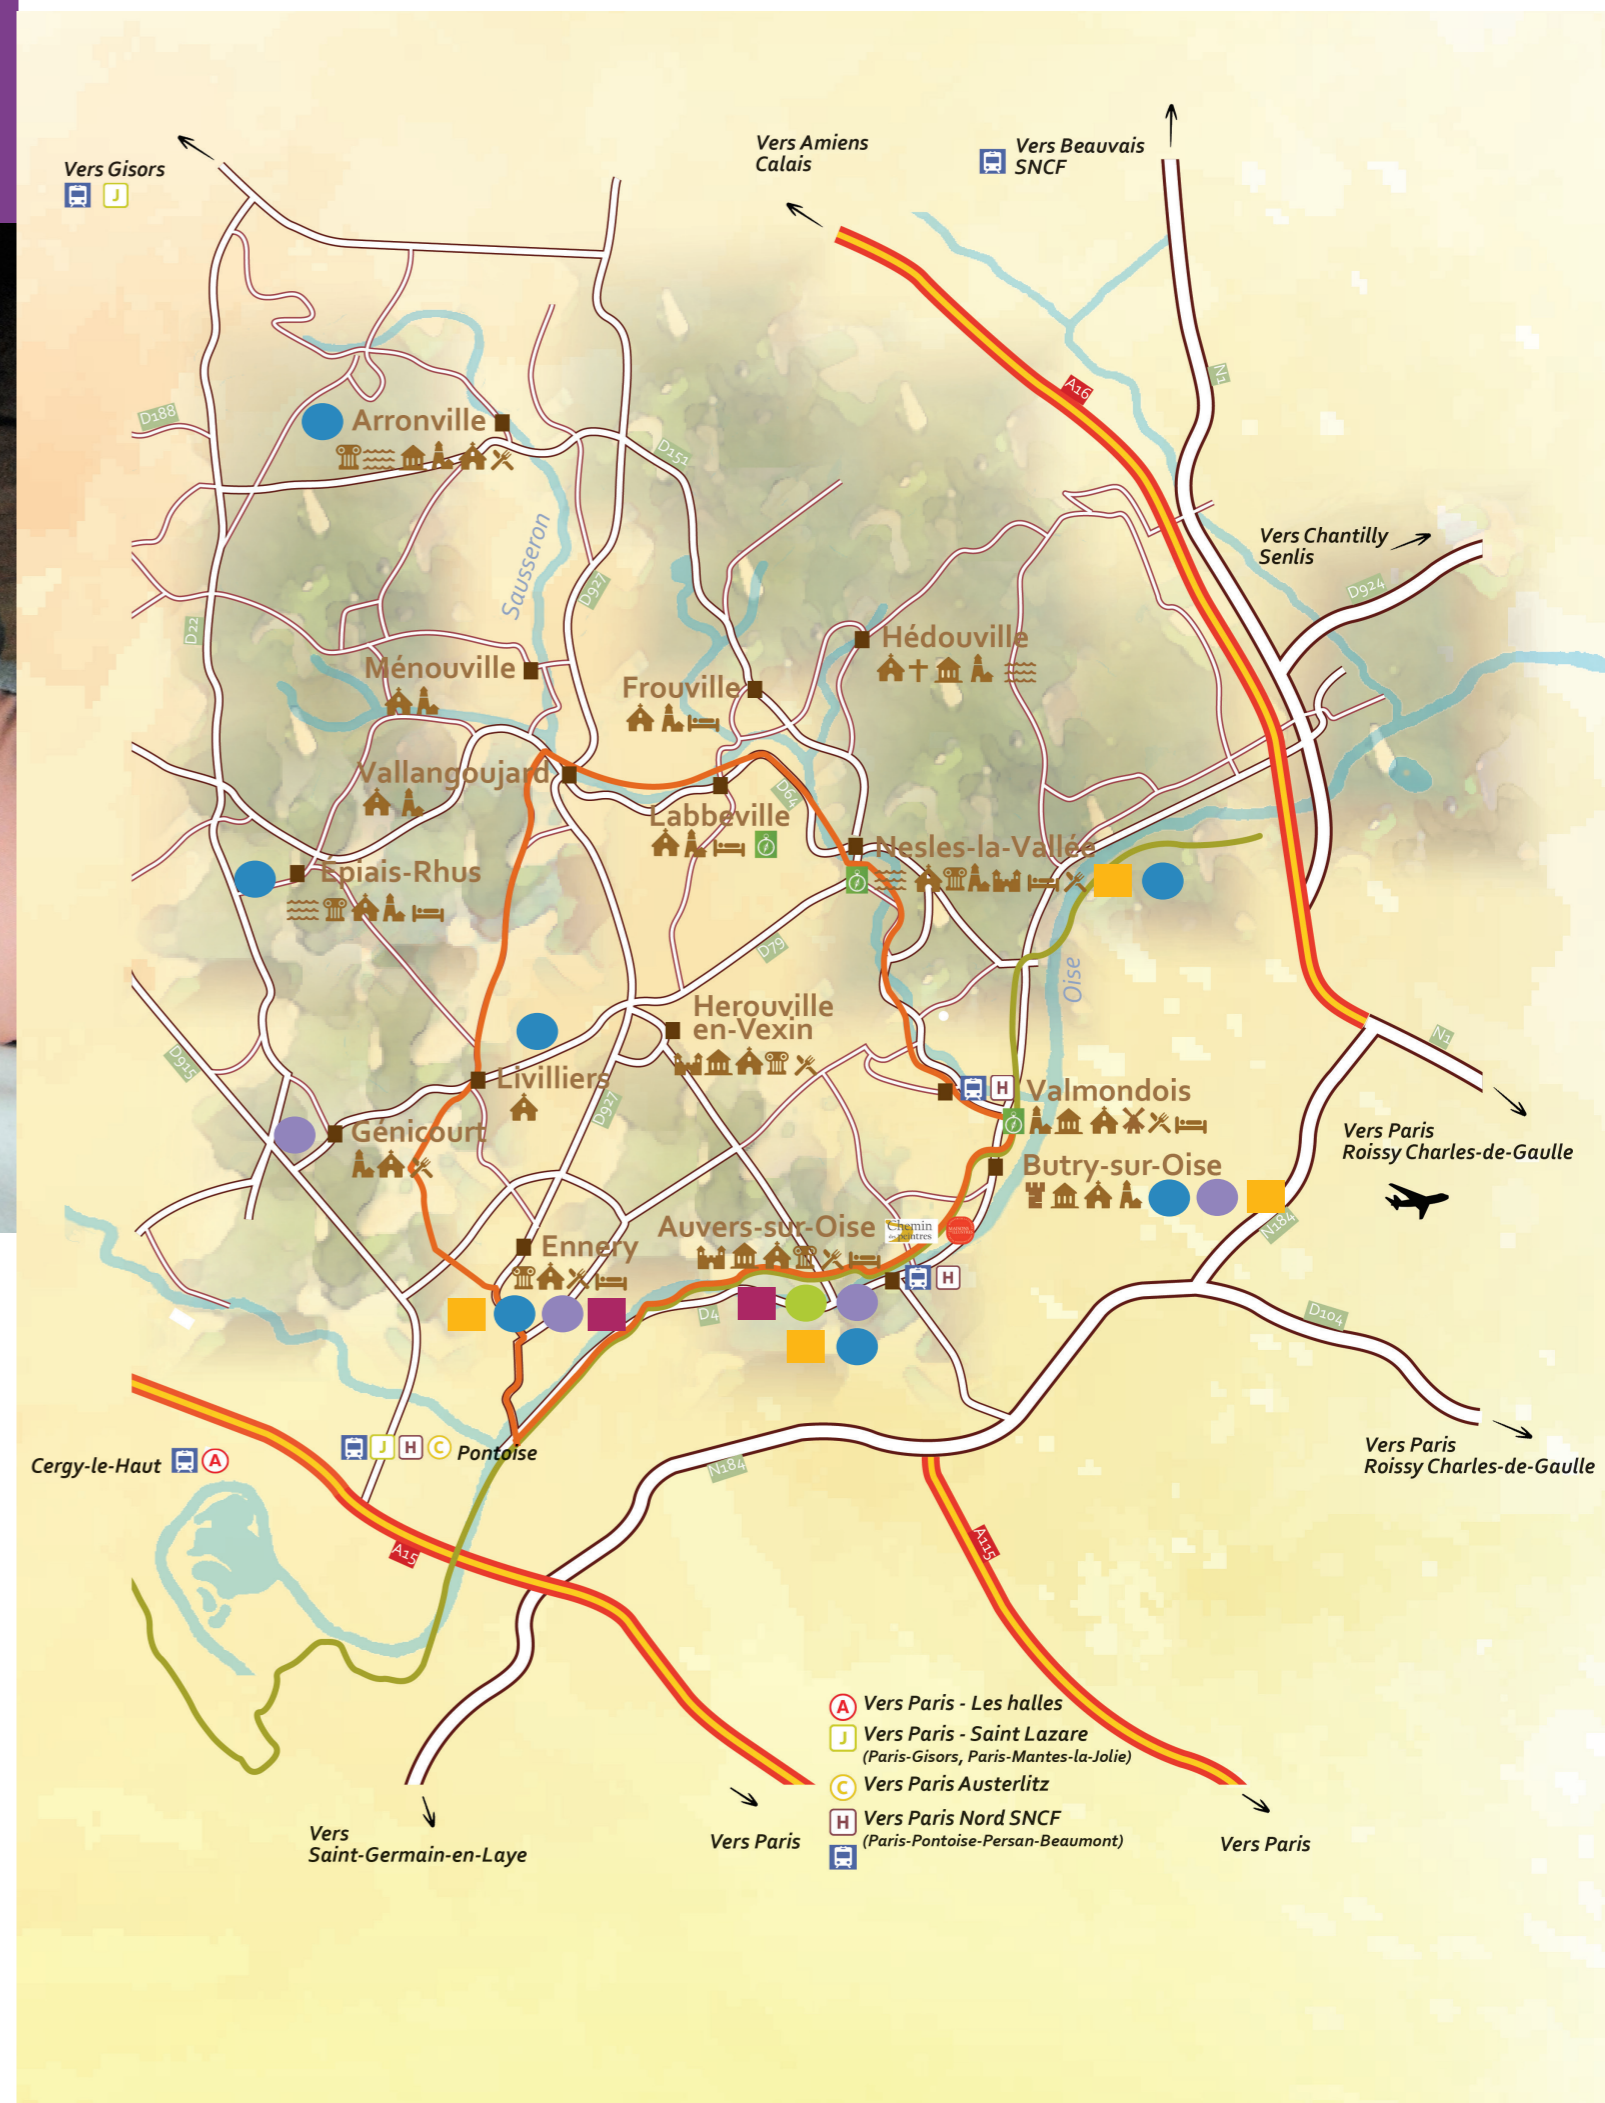 Vers Gisors
J
Vers Amiens
Calais
Vers Beauvais
SNCF
N1
A16
D188
Arronville
D151
Sausseron
Vers Chantilly
Senlis
D924
D927
D22
Hédouville
Ménouville
Frouville
Vallangoujard
D64
Labbeville
Nesles-la-Vallée
Épiais-Rhus
D79
Oise
Herouville
en-Vexin
D915
Livilliers
D927
N1
H
Valmondois
Génicourt
Vers Paris
Roissy Charles-de-Gaulle
Butry-sur-Oise
N184
Auvers-sur-Oise
Chemin
des peintres
Ennery
H
D4
D104
J H C Pontoise
Cergy-le-Haut A
Vers Paris
Roissy Charles-de-Gaulle
N184
A15
A115
A Vers Paris - Les halles
J Vers Paris - Saint Lazare
(Paris-Gisors, Paris-Mantes-la-Jolie)
C Vers Paris Austerlitz
H Vers Paris Nord SNCF
(Paris-Pontoise-Persan-Beaumont)
Vers
Saint-Germain-en-Laye
Vers Paris
Vers Paris